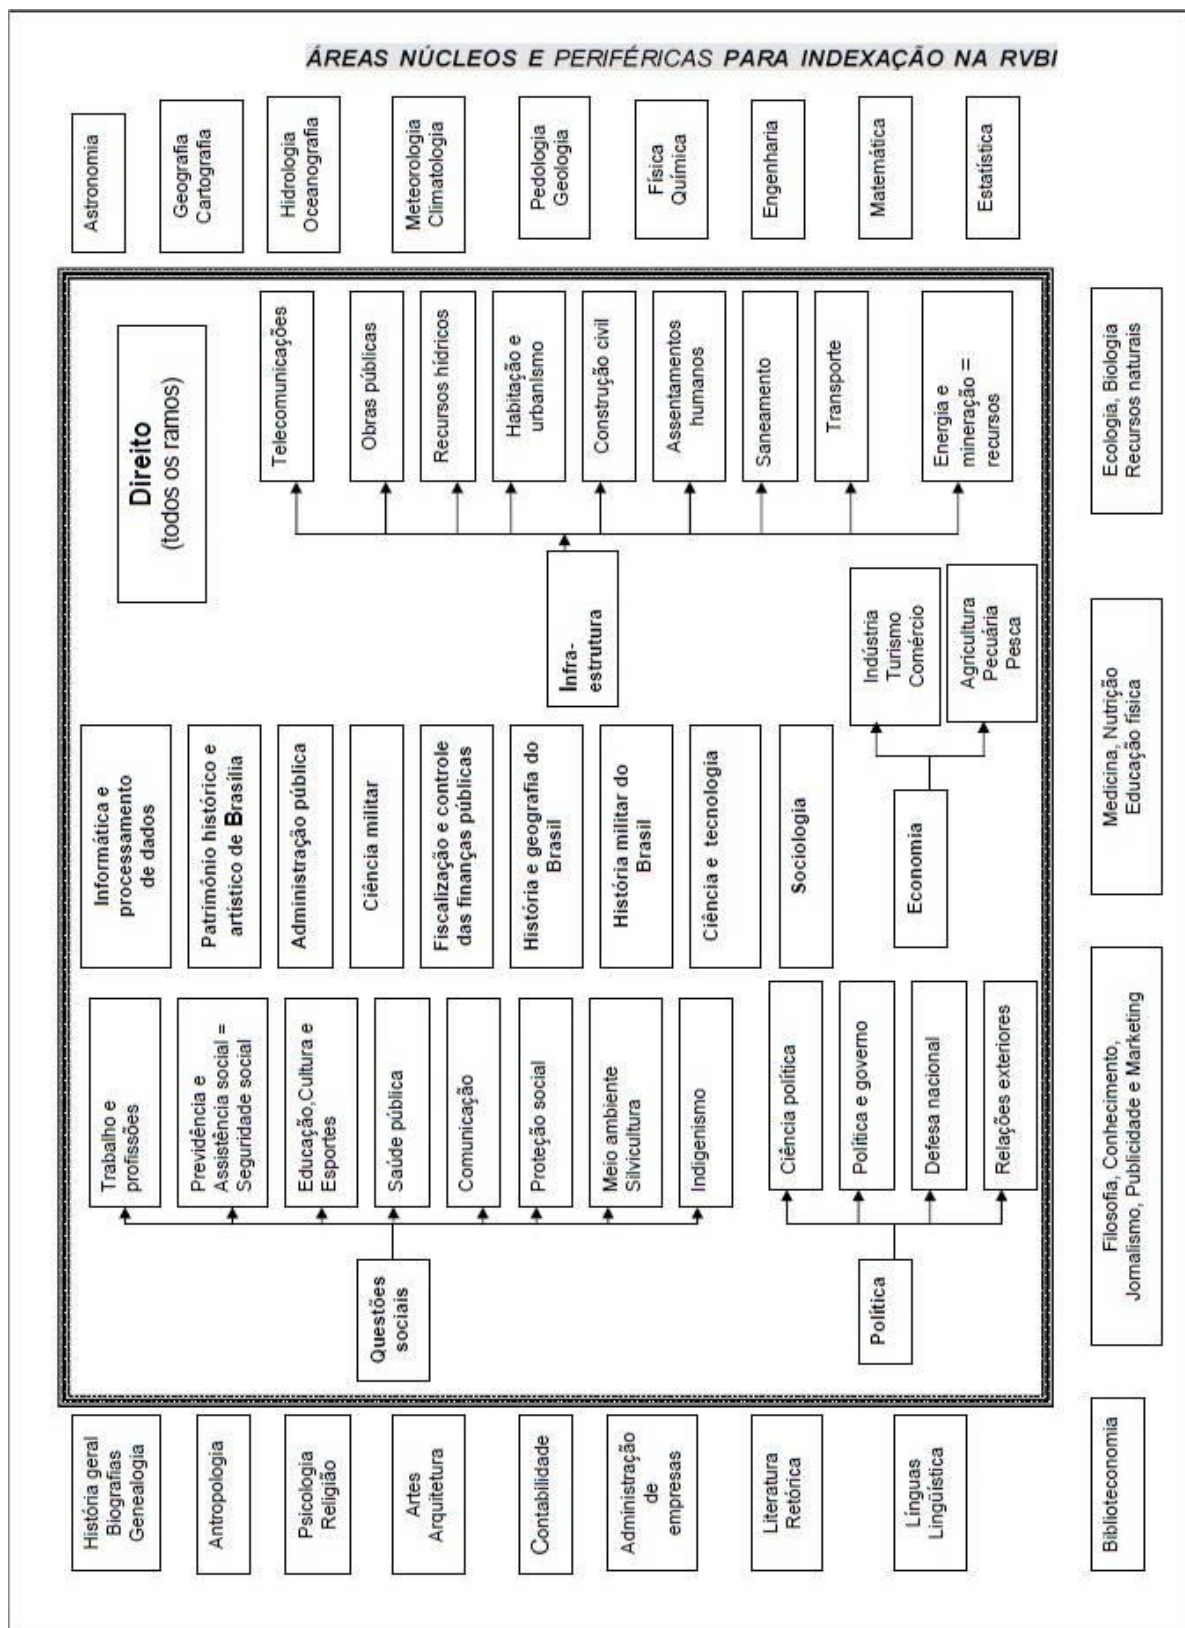 ÁREAS NÚCLEOS E PERIFÉRICAS PARA INDEXAÇÃO NA RVBI
Astronomia
Geografia
Cartografia
Hidrologia
Oceanografia
Meteorologia
Climatologia
Pedologia
Geologia
Física
Química
Engenharia
Matemática
Estatística
Direito
(todos os ramos)
Telecomunicações
Obras públicas
Recursos hídricos
Habitação e
urbanismo
Construção civil
Assentamentos
humanos
Saneamento
Transporte
Energia e
mineração =
recursos
Infra-
estrutura
Indústria
Turismo
Comércio
Agricultura
Pecuária
Pesca
Economia
Informática e
processamento
de dados
Patrimônio histórico e
artístico de Brasília
Administração pública
Ciência militar
Fiscalização e controle
das finanças públicas
História e geografia do
Brasil
História militar do
Brasil
Ciência e tecnologia
Sociologia
Trabalho e
profissões
Previdência e
Assistência social =
Seguridade social
Educação,Cultura e
Esportes
Saúde pública
Comunicação
Proteção social
Meio ambiente
Silvicultura
Indigenismo
Questões
sociais
Ciência política
Política e governo
Defesa nacional
Relações exteriores
Política
História geral
Biografias
Genealogia
Antropologia
Psicologia
Religião
Artes
Arquitetura
Contabilidade
Administração
de
empresas
Literatura
Retórica
Línguas
Lingüística
Biblioteconomia
Filosofia, Conhecimento,
Jornalismo, Publicidade e Marketing
Medicina, Nutrição
Educação física
Ecologia, Biologia
Recursos naturais